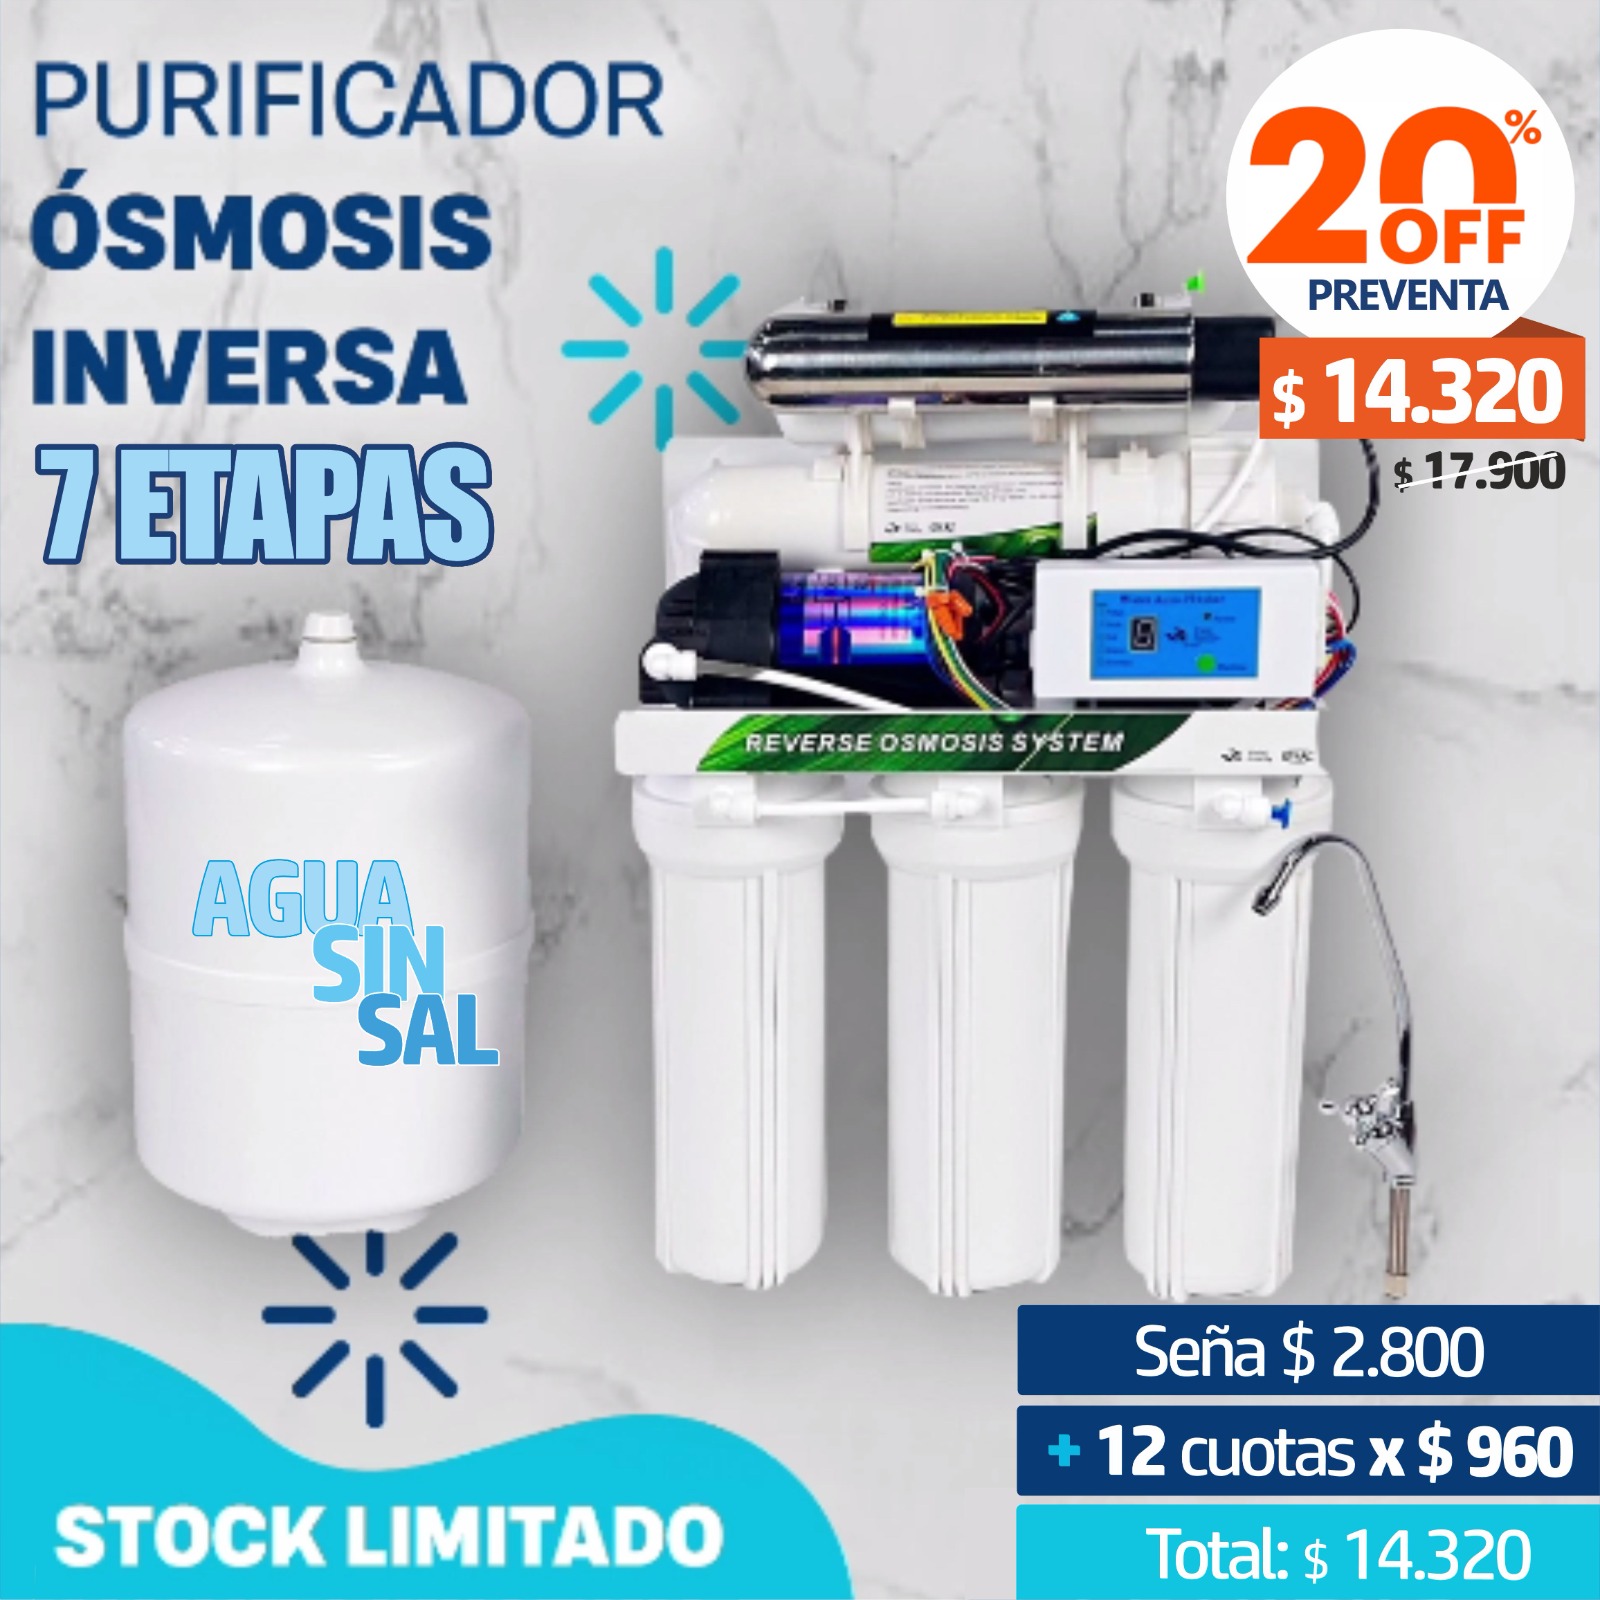 PURIFICADOR
ÓSMOSIS
INVERSA
7 ETAPAS
20%
OFF
PREVENTA
$ 14.320
$ 17.900
REVERSE OSMOSIS SYSTEM
AGUA
SIN
SAL
Seña $ 2.800
+ 12 cuotas x $ 960
Total: $ 14.320
STOCK LIMITADO